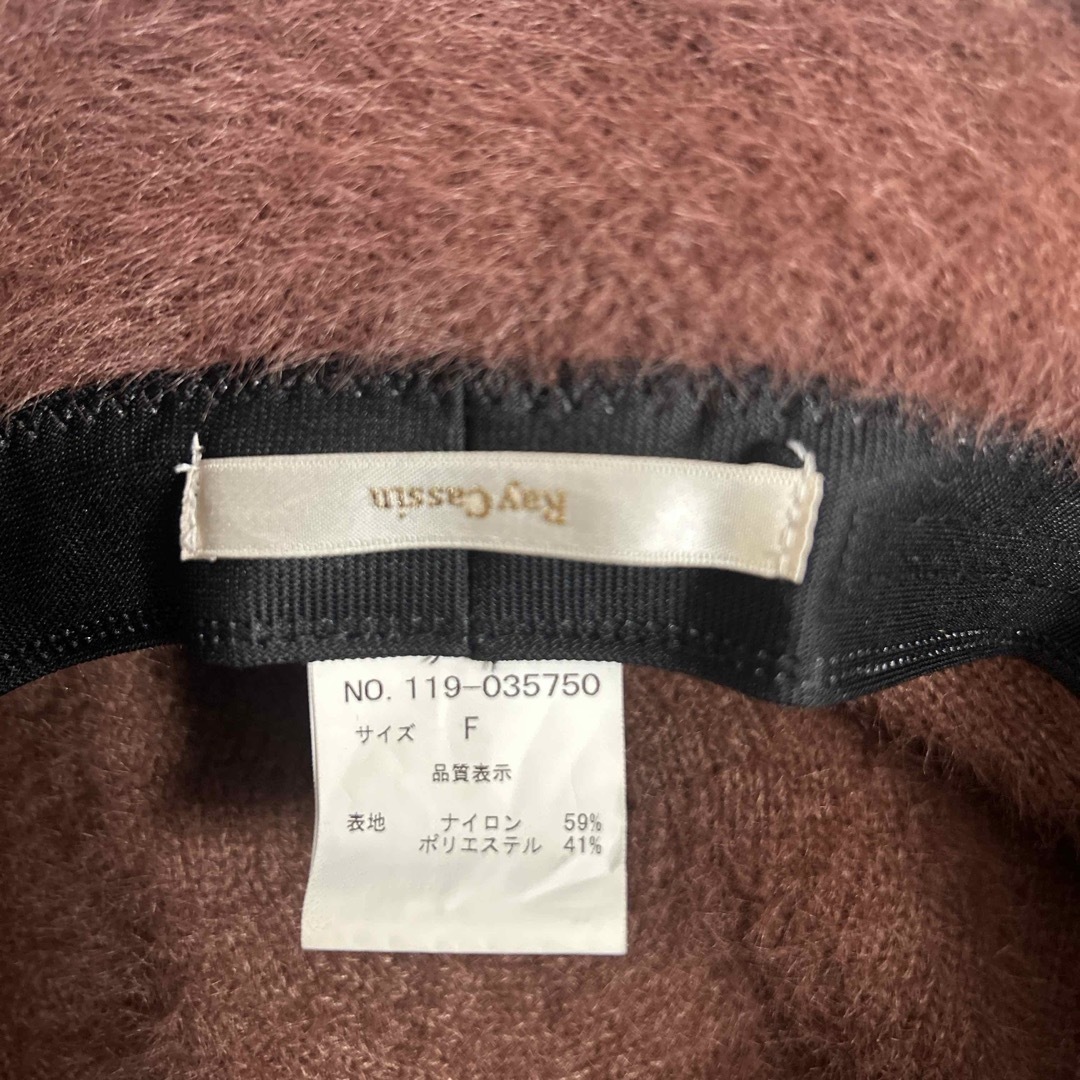 Ray Cassin
NO. 119-035750
サイズ F
品質表示
表地 ナイロン 59%
ポリエステル 41%